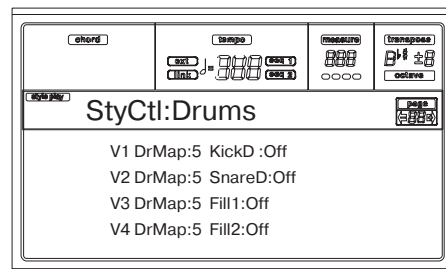 chord tempo measure transpose
ext seq 1
link seq 2
octave
style play page
StyCtl:Drums
V1 DrMap:5 KickD :Off
V2 DrMap:5 SnareD:Off
V3 DrMap:5 Fill1:Off
V4 DrMap:5 Fill2:Off